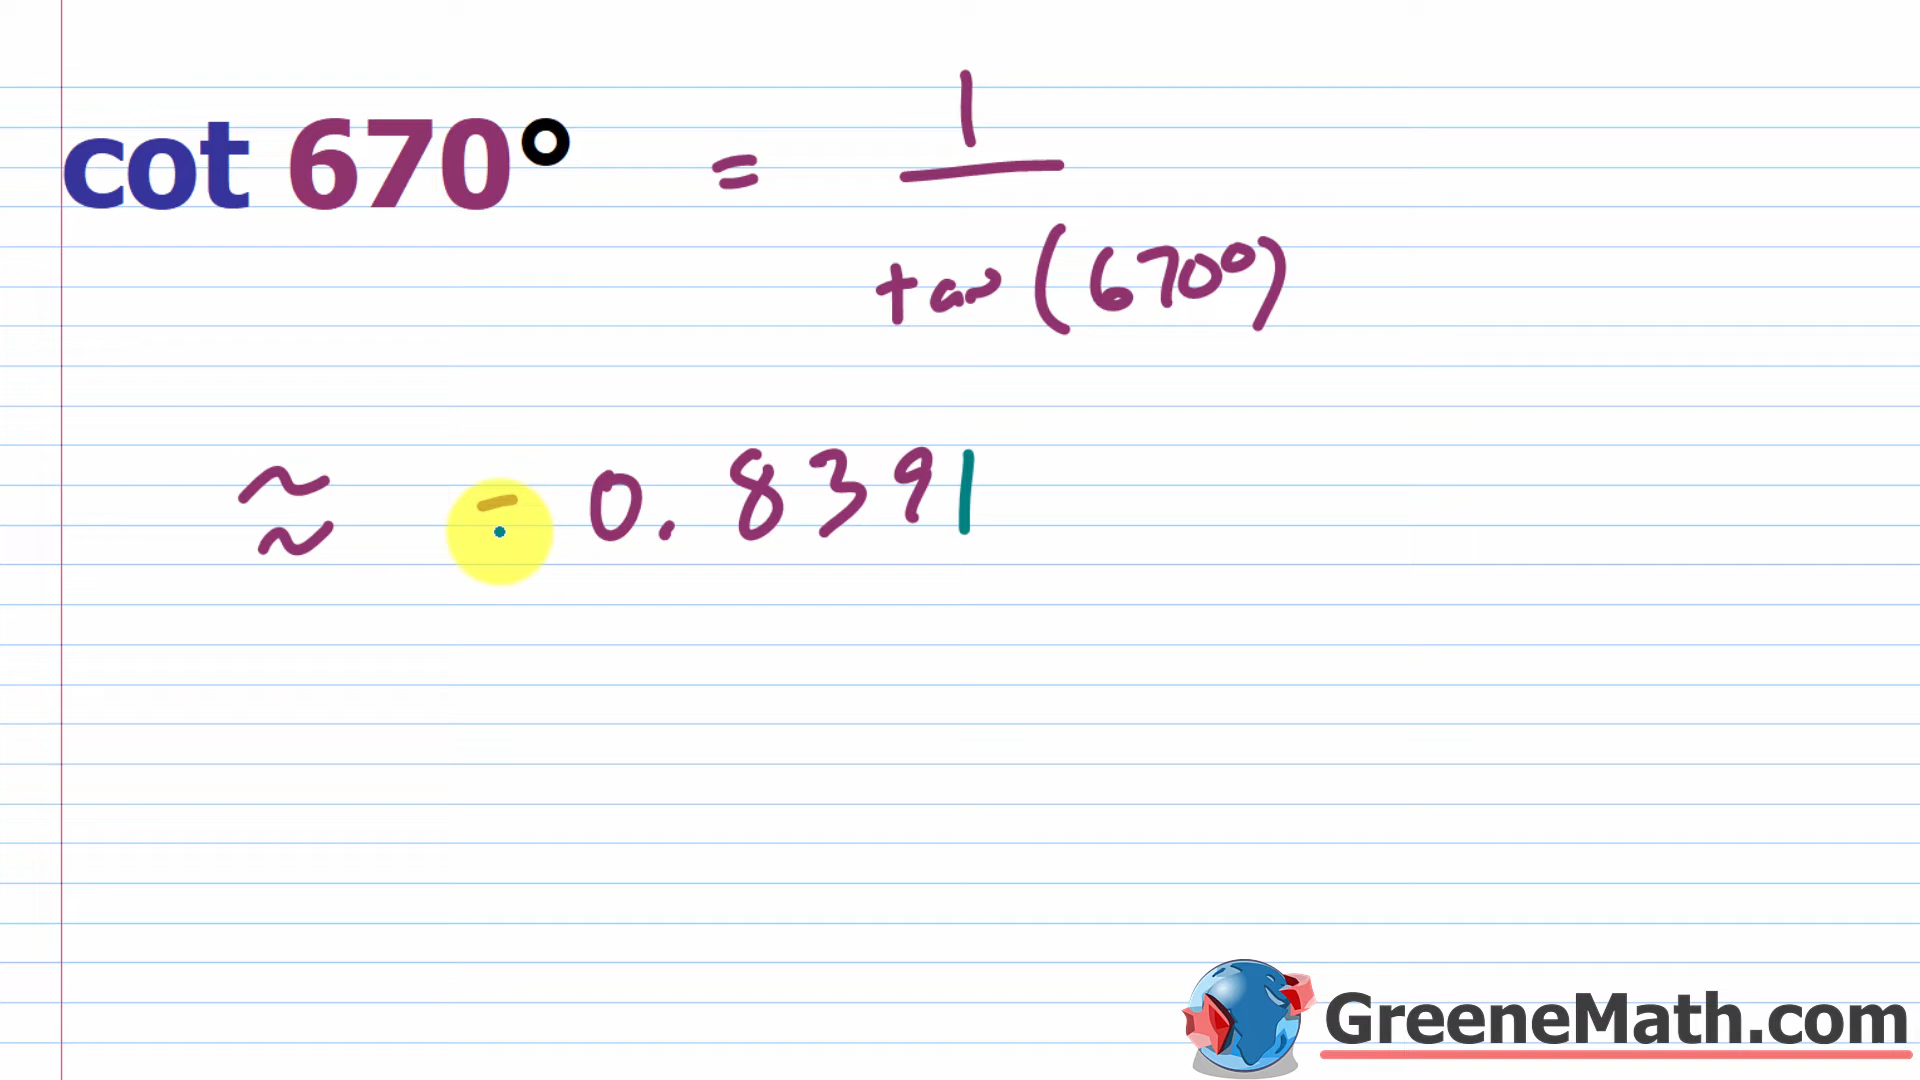 cot 670° = 1
tan (670°)
≈ - 0.8391
GreeneMath.com